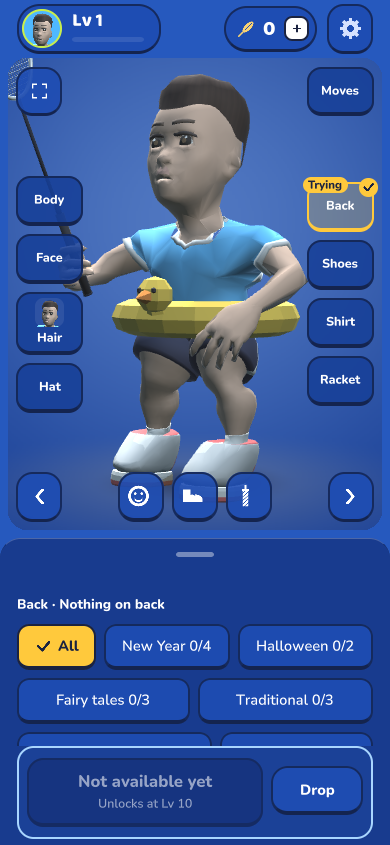 Lv 1
0
+
Moves
Trying
Back
Body
Face
Shoes
Hair
Shirt
Hat
Racket
Back · Nothing on back
All
New Year 0/4
Halloween 0/2
Fairy tales 0/3
Traditional 0/3
Not available yet
Unlocks at Lv 10
Drop